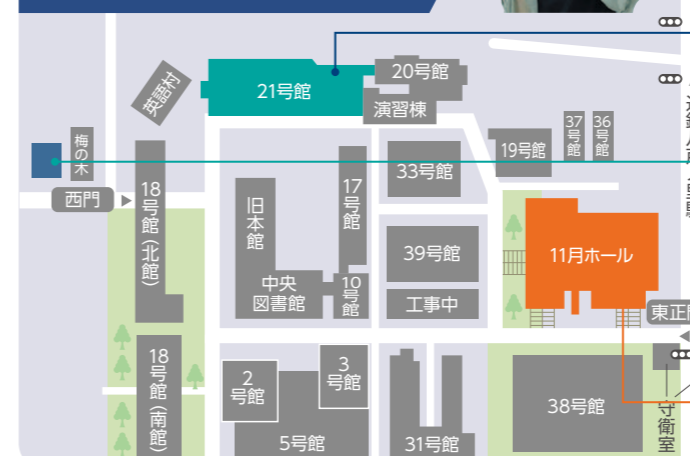 20号館
21号館
英語村
演習棟
梅の木
37号館
36号館
19号館
33号館
西門
18号館（北館）
17号館
旧本館
39号館
11月ホール
中央
図書館
10号館
工事中
東正
18号館（南館）
2
号館
3
号館
38号館
守衛室
5号館
31号館